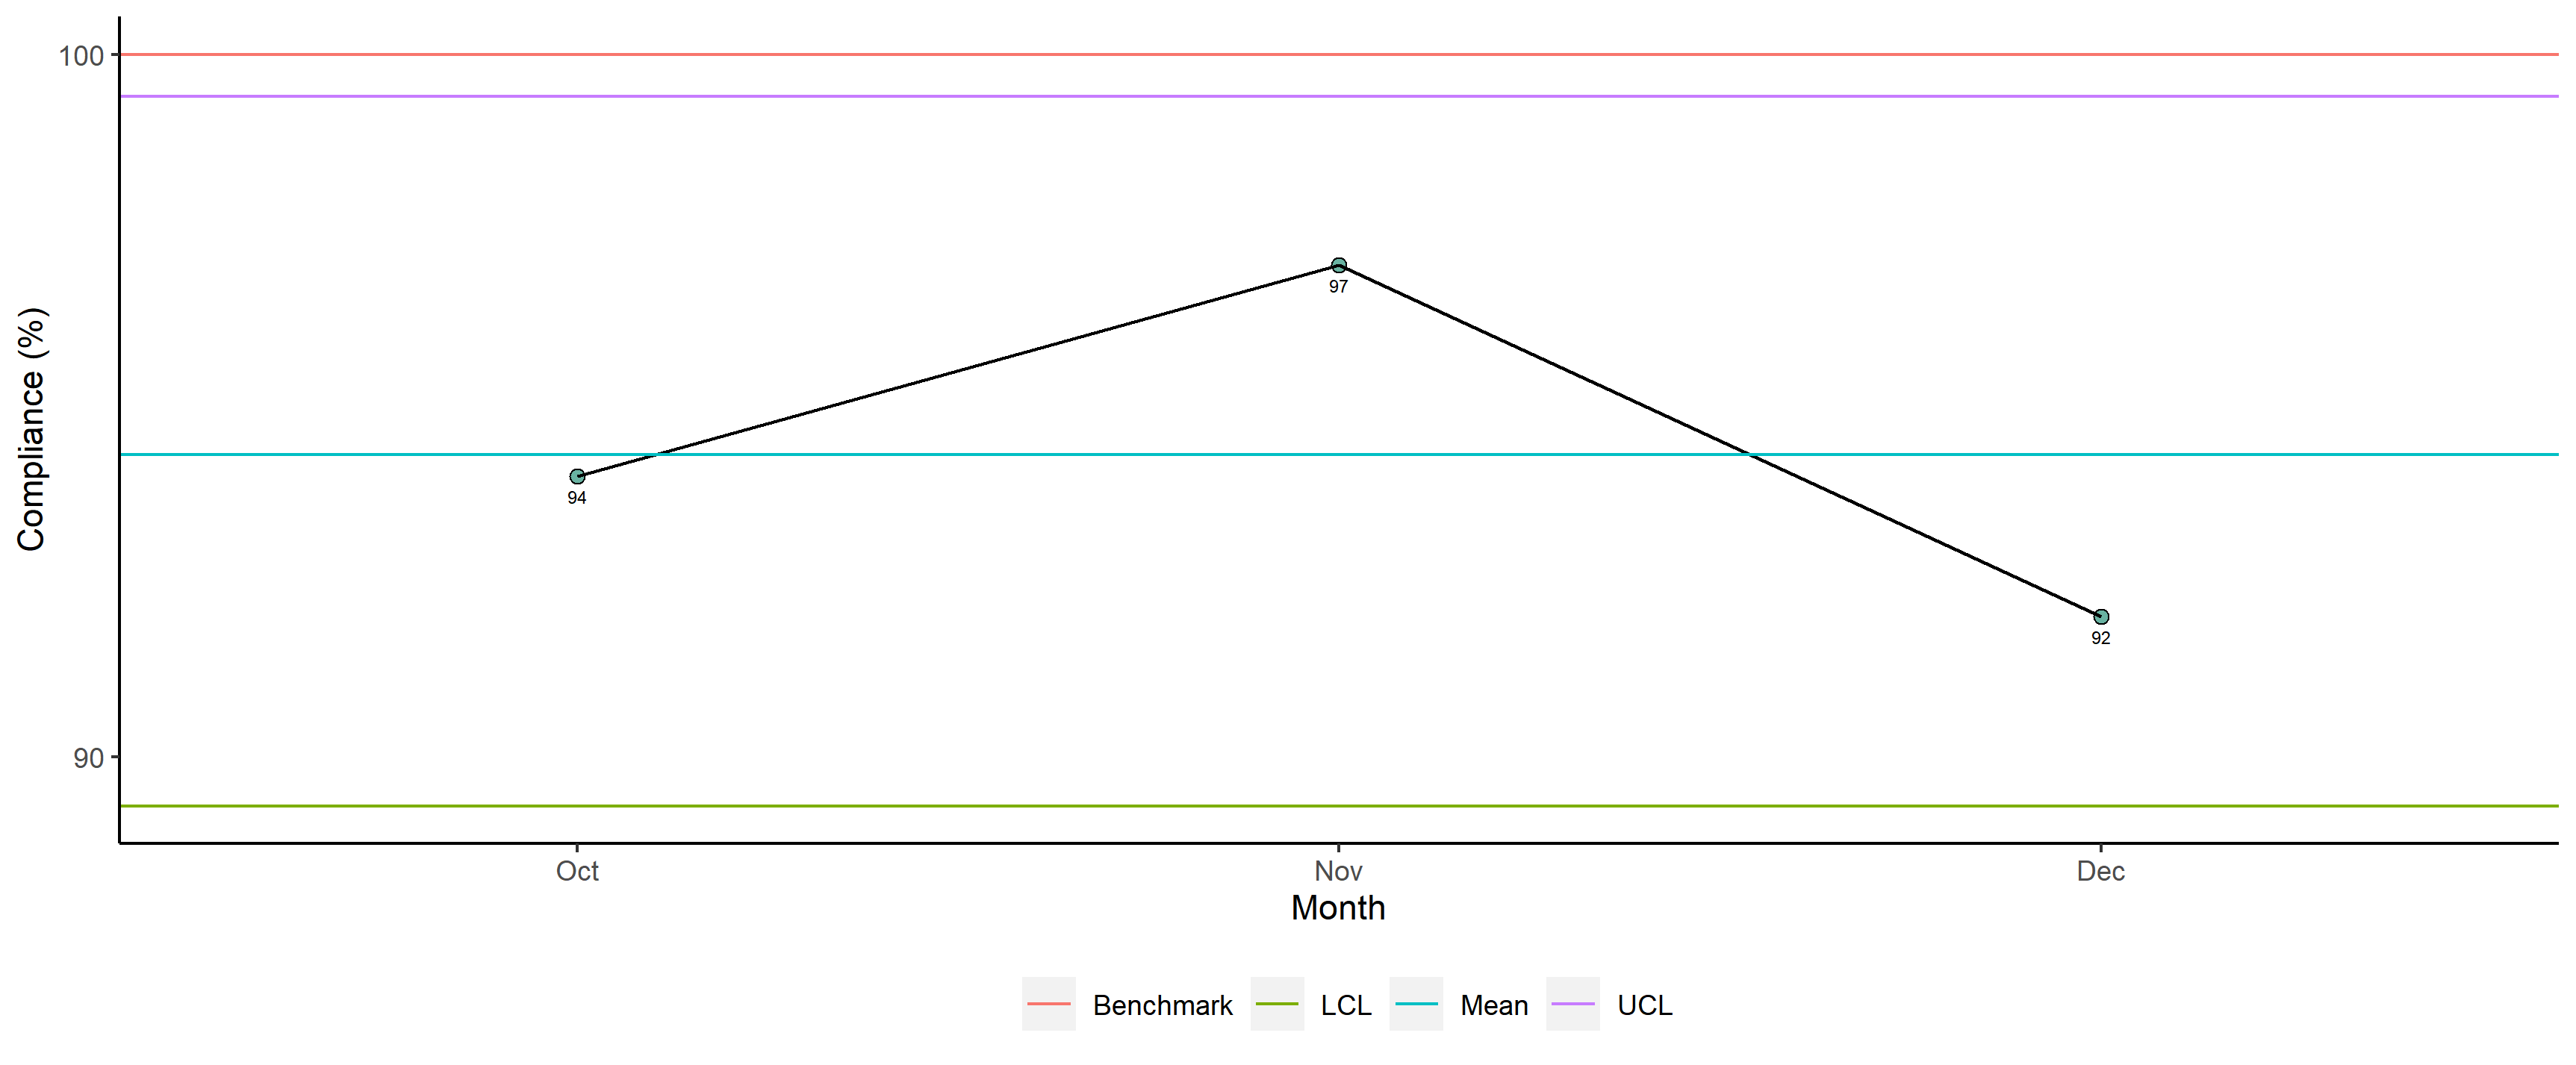 100
97
Compliance (%)
94
92
90
Oct Nov Dec
Month
Benchmark LCL Mean UCL